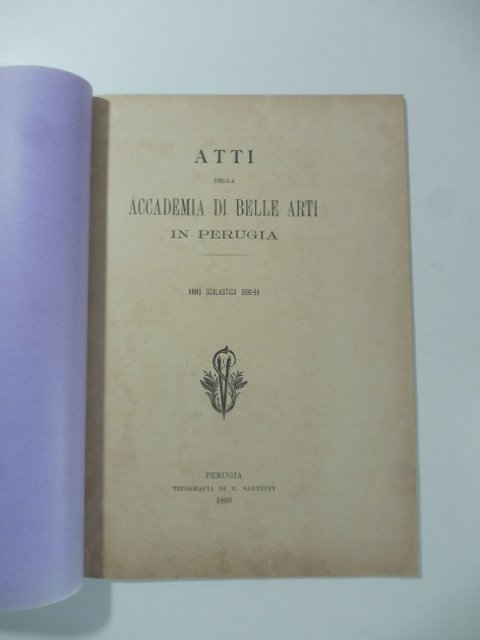 ATTI
DELLA
ACCADEMIA DI BELLE ARTI
IN PERUGIA
ANNO SCOLASTICO 1898-99
PERUGIA
TIPOGRAFIA DI V. SANTUCCI
1899